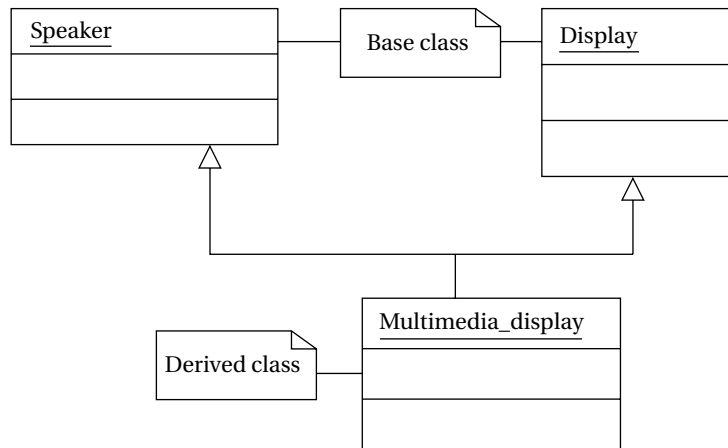 Speaker
Base class
Display
Multimedia_display
Derived class